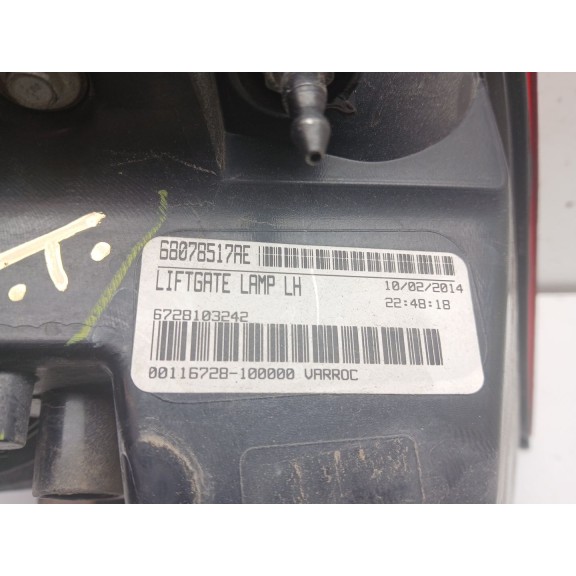 .T.
68078517AE
LIFTGATE LAMP LH 10/02/2014
22:48:18
6728103242
00116728-100000 VARROC